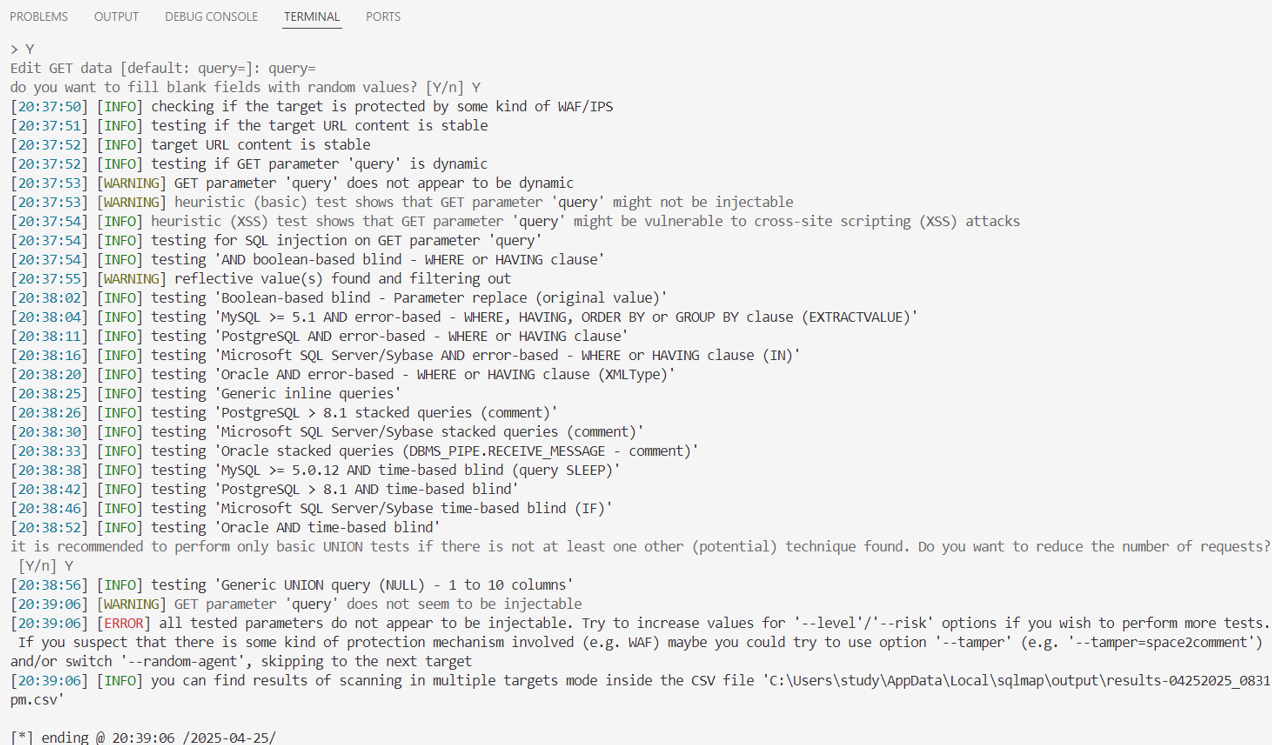 PROBLEMS OUTPUT DEBUG CONSOLE TERMINAL PORTS
> Y
Edit GET data [default: query=]: query=
do you want to fill blank fields with random values? [Y/n] Y
[20:37:50] [INFO] checking if the target is protected by some kind of WAF/IPS
[20:37:51] [INFO] testing if the target URL content is stable
[20:37:52] [INFO] target URL content is stable
[20:37:52] [INFO] testing if GET parameter 'query' is dynamic
[20:37:53] [WARNING] GET parameter 'query' does not appear to be dynamic
[20:37:53] [WARNING] heuristic (basic) test shows that GET parameter 'query' might not be injectable
[20:37:54] [INFO] heuristic (XSS) test shows that GET parameter 'query' might be vulnerable to cross-site scripting (XSS) attacks
[20:37:54] [INFO] testing for SQL injection on GET parameter 'query'
[20:37:54] [INFO] testing 'AND boolean-based blind - WHERE or HAVING clause'
[20:37:55] [WARNING] reflective value(s) found and filtering out
[20:38:02] [INFO] testing 'Boolean-based blind - Parameter replace (original value)'
[20:38:04] [INFO] testing 'MySQL >= 5.1 AND error-based - WHERE, HAVING, ORDER BY or GROUP BY clause (EXTRACTVALUE)'
[20:38:11] [INFO] testing 'PostgreSQL AND error-based - WHERE or HAVING clause'
[20:38:16] [INFO] testing 'Microsoft SQL Server/Sybase AND error-based - WHERE or HAVING clause (IN)'
[20:38:20] [INFO] testing 'Oracle AND error-based - WHERE or HAVING clause (XMLType)'
[20:38:25] [INFO] testing 'Generic inline queries'
[20:38:26] [INFO] testing 'PostgreSQL > 8.1 stacked queries (comment)'
[20:38:30] [INFO] testing 'Microsoft SQL Server/Sybase stacked queries (comment)'
[20:38:33] [INFO] testing 'Oracle stacked queries (DBMS_PIPE.RECEIVE_MESSAGE - comment)'
[20:38:38] [INFO] testing 'MySQL >= 5.0.12 AND time-based blind (query SLEEP)'
[20:38:42] [INFO] testing 'PostgreSQL > 8.1 AND time-based blind'
[20:38:46] [INFO] testing 'Microsoft SQL Server/Sybase time-based blind (IF)'
[20:38:52] [INFO] testing 'Oracle AND time-based blind'
it is recommended to perform only basic UNION tests if there is not at least one other (potential) technique found. Do you want to reduce the number of requests?
[Y/n] Y
[20:38:56] [INFO] testing 'Generic UNION query (NULL) - 1 to 10 columns'
[20:39:06] [WARNING] GET parameter 'query' does not seem to be injectable
[20:39:06] [ERROR] all tested parameters do not appear to be injectable. Try to increase values for '--level'/'--risk' options if you wish to perform more tests.
If you suspect that there is some kind of protection mechanism involved (e.g. WAF) maybe you could try to use option '--tamper' (e.g. '--tamper=space2comment')
and/or switch '--random-agent', skipping to the next target
[20:39:06] [INFO] you can find results of scanning in multiple targets mode inside the CSV file 'C:\Users\study\AppData\Local\sqlmap\output\results-04252025_0831
pm.csv'
[*] ending @ 20:39:06 /2025-04-25/